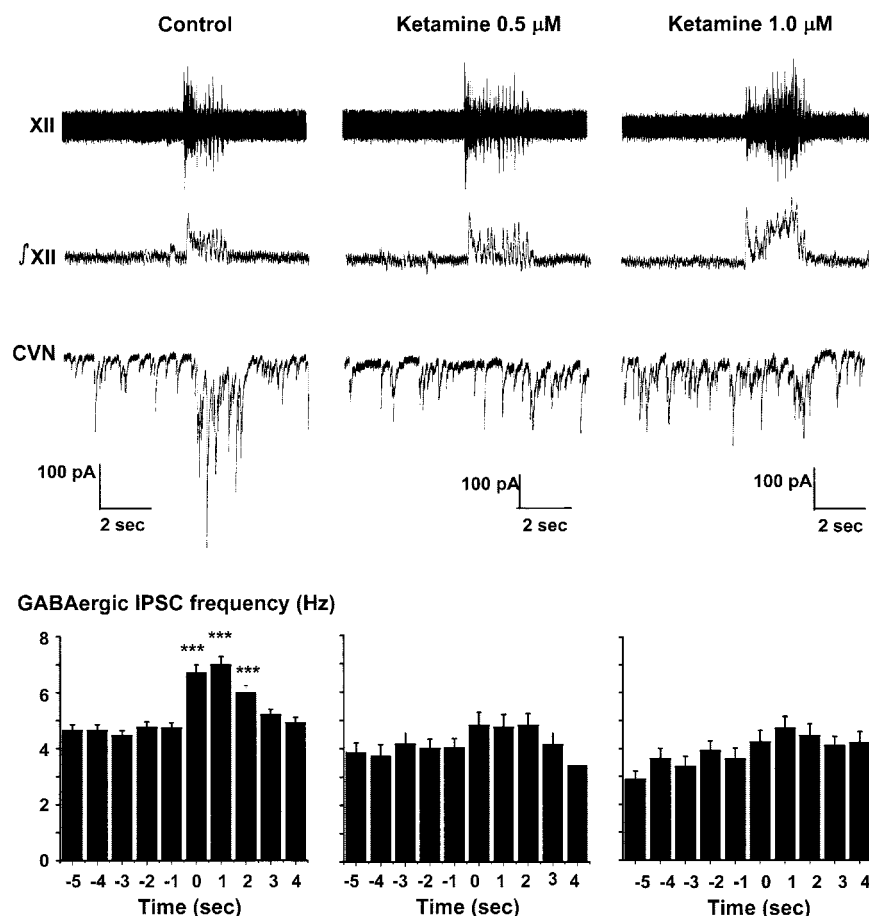 Control Ketamine 0.5 µM Ketamine 1.0 µM
XII
∫XII
CVN
100 pA 100 pA 100 pA
2 sec 2 sec 2 sec
GABAergic IPSC frequency (Hz)
8
6
4
2
0
*** *** ***
-5 -4 -3 -2 -1 0 1 2 3 4 -5 -4 -3 -2 -1 0 1 2 3 4 -5 -4 -3 -2 -1 0 1 2 3 4
Time (sec) Time (sec) Time (sec)